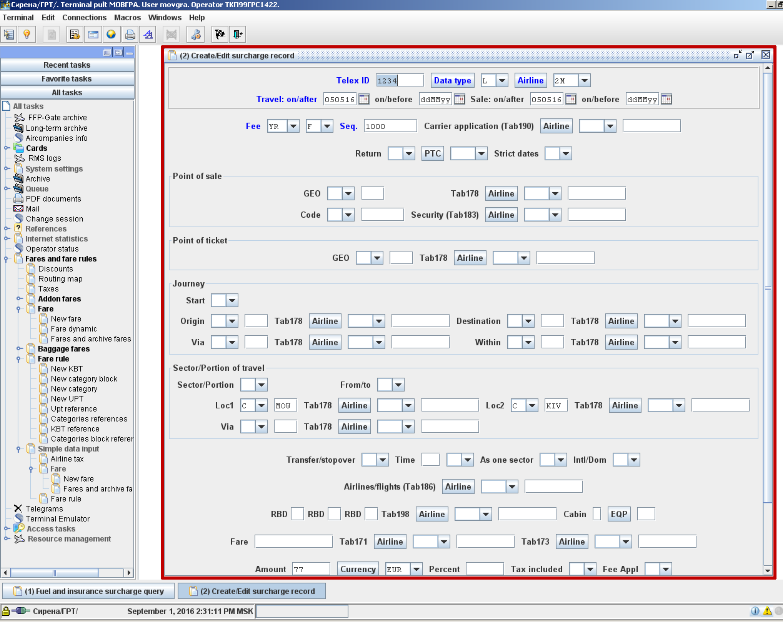 Сирена/ГРТ/. Terminal pult МОВГРА. User movgra. Operator ТКП99ГРС1422.
Terminal Edit Connections Macros Windows Help
Recent tasks
Favorite tasks
All tasks
All tasks
FFP-Gate archive
Long-term archive
Aircompanies info
Cards
RMS logs
System settings
Archive
Queue
PDF documents
Mail
Change session
References
Internet statistics
Operator status
Fares and fare rules
Discounts
Routing map
Taxes
Addon fares
Fare
New fare
Fare dynamic
Fares and archive fares
Baggage fares
Fare rule
New KBT
New category block
New category
New UPT
Upt reference
Categories references
KBT reference
Categories block referer
Simple data input
Airline tax
Fare
New fare
Fares and archive fa
Fare rule
Telegrams
Terminal Emulator
Access tasks
Resource management
(2) Create/Edit surcharge record
Telex ID 1234 Data type L Airline 2M
Travel: on/after 050516 on/before ddMMyy Sale: on/after 050516 on/before ddMMyy
Fee YR F Seq. 1000 Carrier application (Tab190) Airline
Return PTC Strict dates
Point of sale
GEO Tab178 Airline
Code Security (Tab183) Airline
Point of ticket
GEO Tab178 Airline
Journey
Start
Origin Tab178 Airline Destination Tab178 Airline
Via Tab178 Airline Within Tab178 Airline
Sector/Portion of travel
Sector/Portion From/to
Loc1 C MOW Tab178 Airline Loc2 C KIV Tab178 Airline
Via Tab178 Airline
Transfer/stopover Time As one sector Intl/Dom
Airlines/flights (Tab186) Airline
RBD RBD RBD Tab198 Airline Cabin EQP
Fare Tab171 Airline Tab173 Airline
Amount 77 Currency EUR Percent Tax included Fee Appl
(1) Fuel and insurance surcharge query (2) Create/Edit surcharge record
Сирена/ГРТ/ September 1, 2016 2:31:11 PM MSK